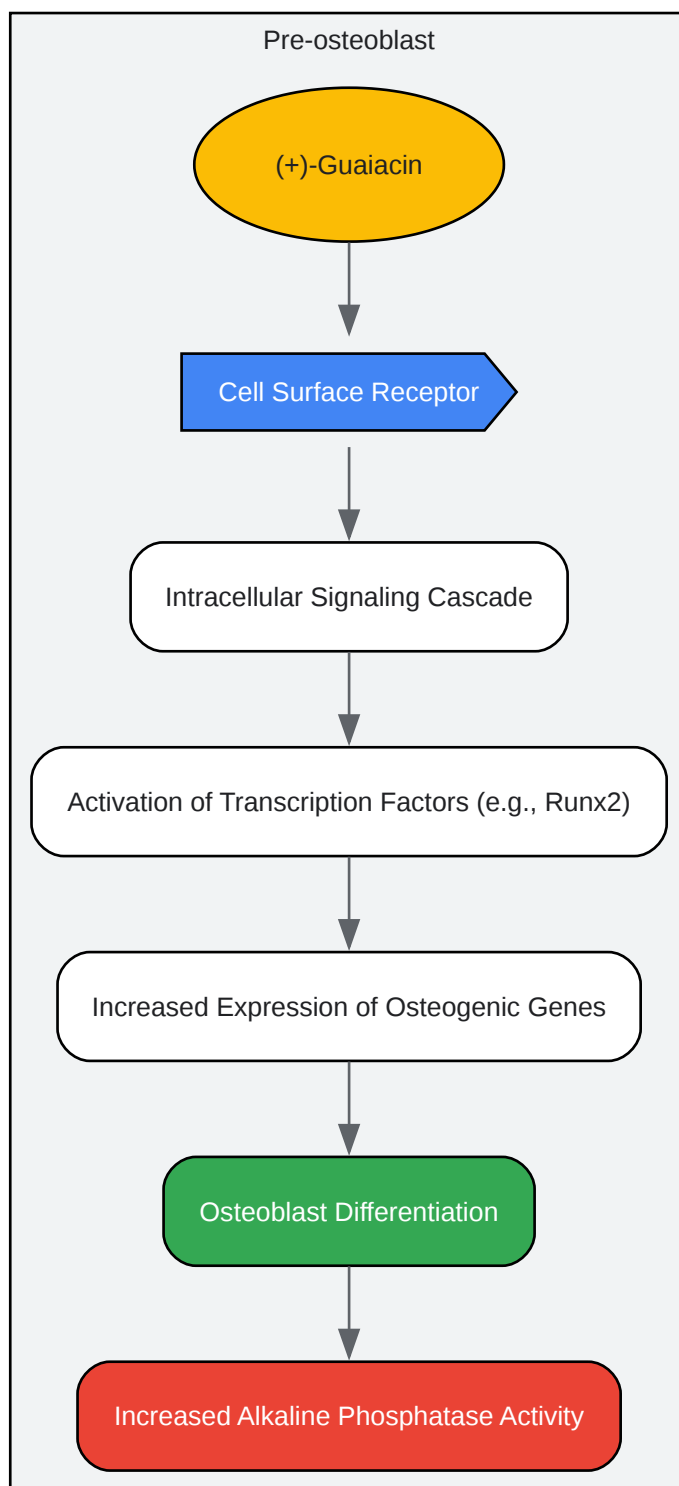 Pre-osteoblast
(+)-Guaiacin
Cell Surface Receptor
Intracellular Signaling Cascade
Activation of Transcription Factors (e.g., Runx2)
Increased Expression of Osteogenic Genes
Osteoblast Differentiation
Increased Alkaline Phosphatase Activity